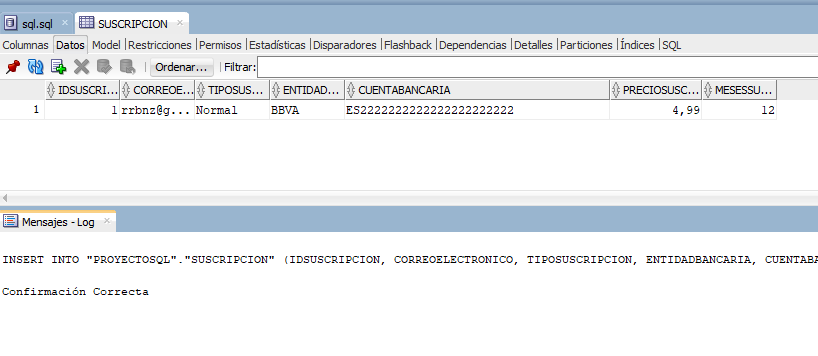 sql.sql SUSCRIPCION
Columnas Datos Model Restricciones Permisos Estadísticas Disparadores Flashback Dependencias Detalles Particiones Índices SQL
Ordenar... Filtrar:
IDSUSCRI... CORREOE... TIPOSUS... ENTIDAD... CUENTABANCARIA PRECIOSUSC... MESESSU...
1 1 rrbnz@g... Normal BBVA ES2222222222222222222222 4,99 12
Mensajes - Log
INSERT INTO "PROYECTOSQL"."SUSCRIPCION" (IDSUSCRIPCION, CORREOELECTRONICO, TIPOSUSCRIPCION, ENTIDADBANCARIA, CUENTABA
Confirmación Correcta